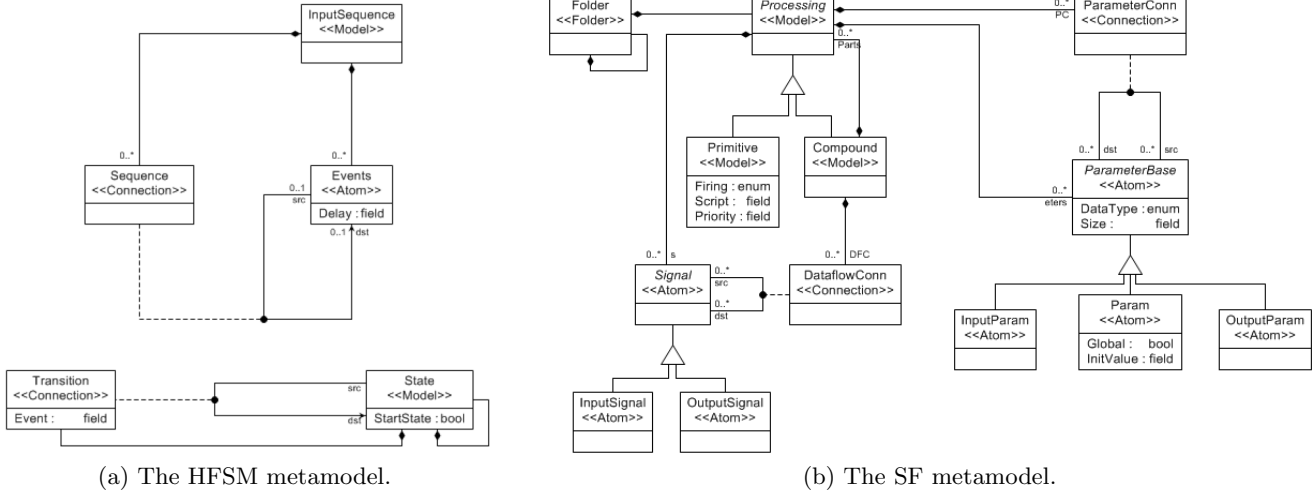 InputSequence
<<Model>>
0..*
0..*
Sequence
<<Connection>>
Events
<<Atom>>
Delay : field
0..1
src
0..1 dst
Transition
<<Connection>>
Event : field
src
dst
State
<<Model>>
StartState : bool
(a) The HFSM metamodel.
Folder
<<Folder>>
Processing
<<Model>>
0..*
Parts
0..*
PC
ParameterConn
<<Connection>>
Primitive
<<Model>>
Firing : enum
Script : field
Priority : field
Compound
<<Model>>
0..* dst
0..* src
ParameterBase
<<Atom>>
DataType : enum
Size : field
0..*
eters
0..* s
0..* DFC
Signal
<<Atom>>
0..*
src
0..*
dst
DataflowConn
<<Connection>>
InputParam
<<Atom>>
Param
<<Atom>>
Global : bool
InitValue : field
OutputParam
<<Atom>>
InputSignal
<<Atom>>
OutputSignal
<<Atom>>
(b) The SF metamodel.